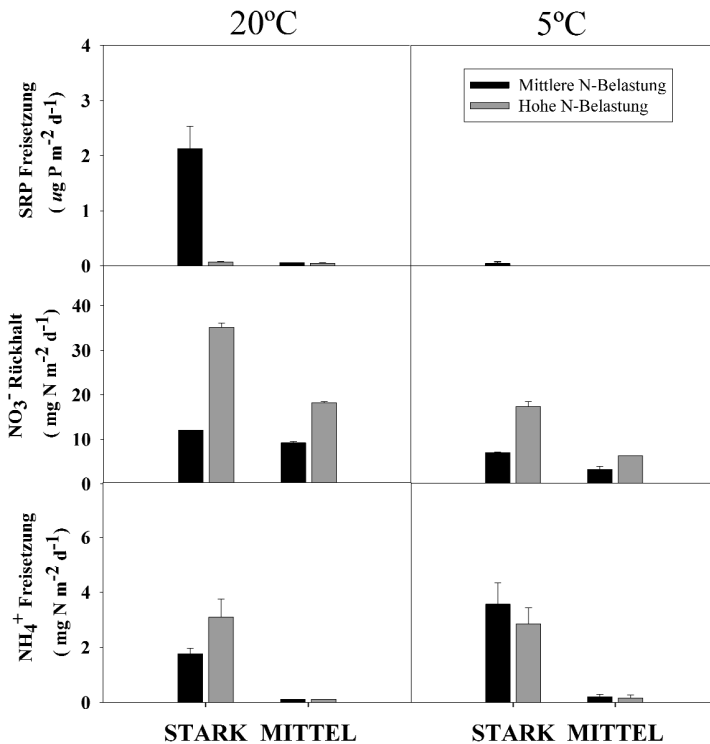 20ºC 5ºC
SRP Freisetzung
( ug P m-2 d-1)
4
3
2
1
0
Mittlere N-Belastung
Hohe N-Belastung
NO3- Rückhalt
( mg N m-2 d-1)
40
30
20
10
0
NH4+ Freisetzung
( mg N m-2 d-1)
6
4
2
0
STARK MITTEL STARK MITTEL